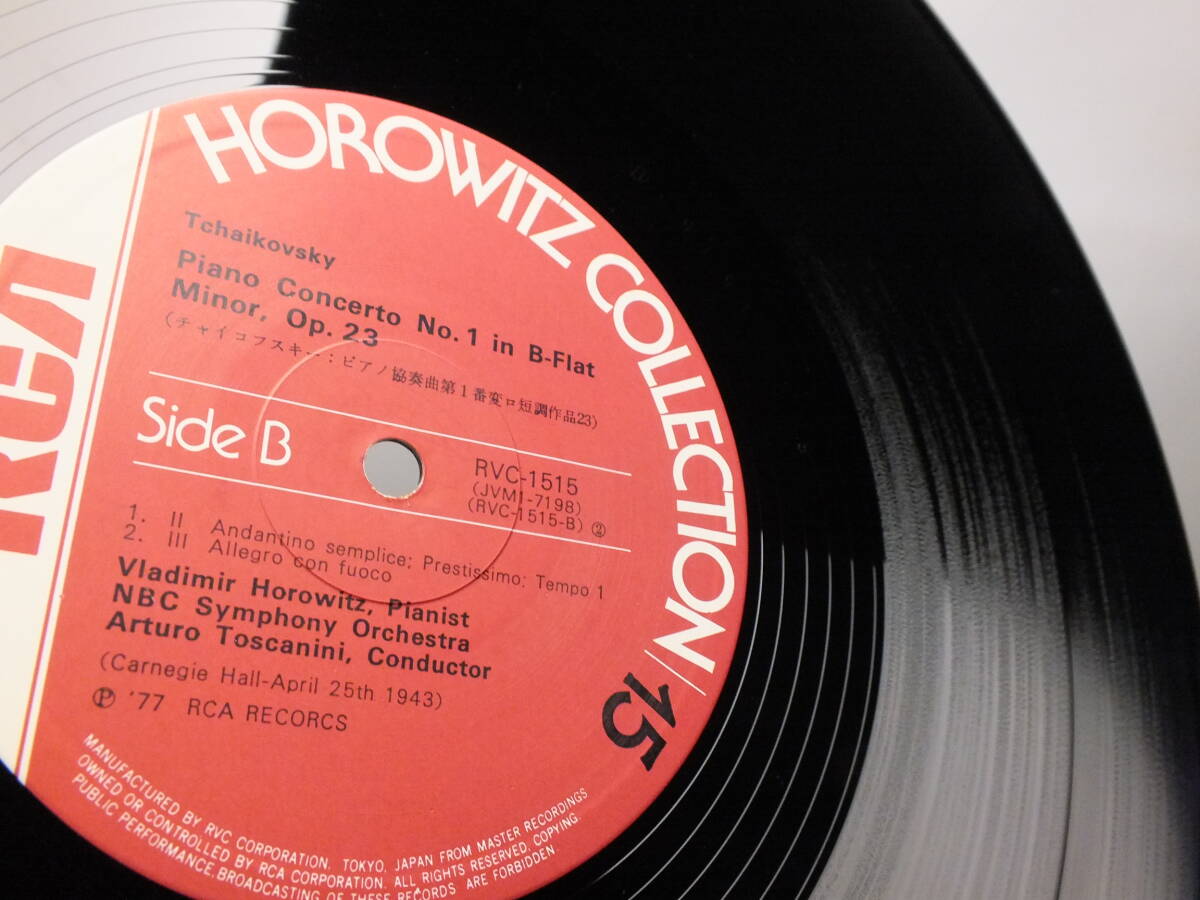 HOROWITZ COLLECTION/15
RCA
Tchaikovsky
Piano Concerto No.1 in B-Flat
Minor, Op.23
(チャイコフスキー：ピアノ協奏曲第1番変ロ短調作品23)
Side B
RVC-1515
(JVM1-7198)
(RVC-1515-B) ②
1. II Andantino semplice; Prestissimo; Tempo 1
2. III Allegro con fuoco
Vladimir Horowitz, Pianist
NBC Symphony Orchestra
Arturo Toscanini, Conductor
(Carnegie Hall-April 25th 1943)
℗ '77 RCA RECORCS
MANUFACTURED BY RVC CORPORATION, TOKYO, JAPAN FROM MASTER RECORDINGS
OWNED OR CONTROLLED BY RCA CORPORATION. ALL RIGHTS RESERVED. COPYING.
PUBLIC PERFORMANCE, BROADCASTING OF THESE RECORDS ARE FORBIDDEN